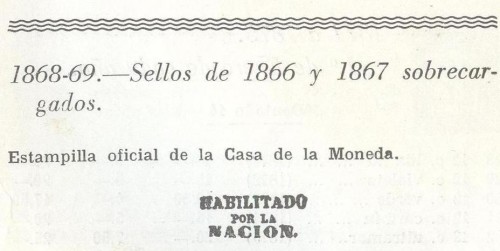 1868-69.—Sellos de 1866 y 1867 sobrecar-
gados.
Estampilla oficial de la Casa de la Moneda.
HABILITADO
POR LA
NACION.